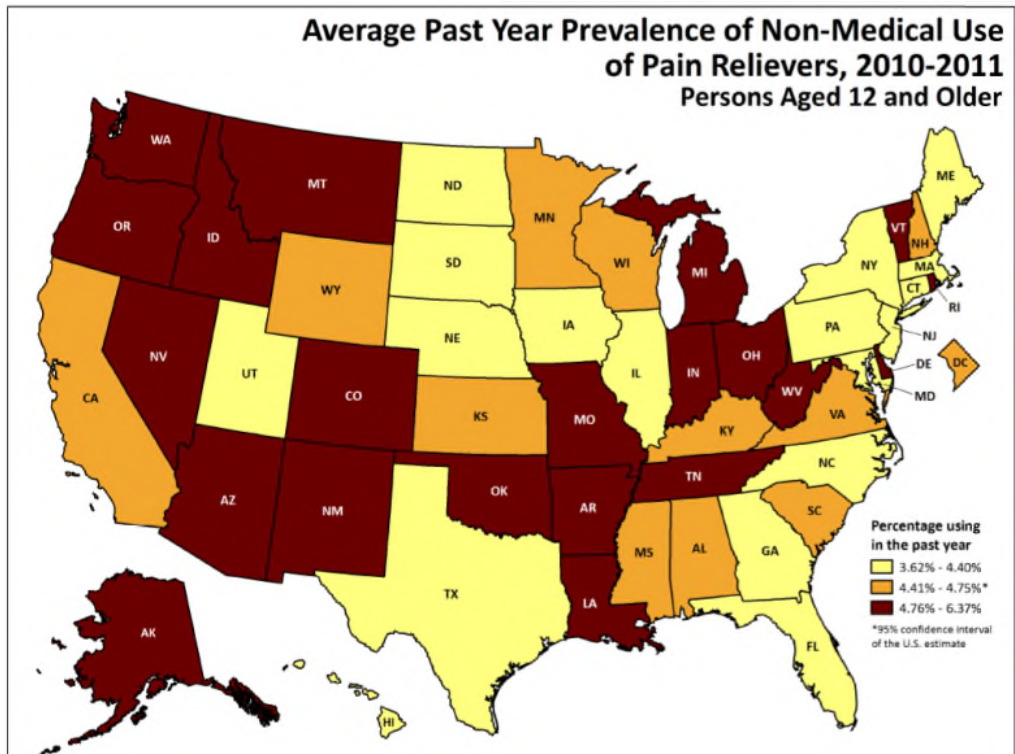 Average Past Year Prevalence of Non-Medical Use
of Pain Relievers, 2010-2011
Persons Aged 12 and Older
WA
MT
ND
MN
ME
OR
ID
SD
WI
MI
VT
NH
NY
MA
CT
RI
WY
NE
IA
PA
NJ
NV
UT
CO
IL
IN
OH
DE
DC
MD
CA
KS
MO
WV
VA
KY
AZ
NM
OK
AR
TN
NC
SC
MS
AL
GA
TX
LA
FL
AK
HI
Percentage using
in the past year
3.62% - 4.40%
4.41% - 4.75%*
4.76% - 6.37%
*95% confidence interval
of the U.S. estimate